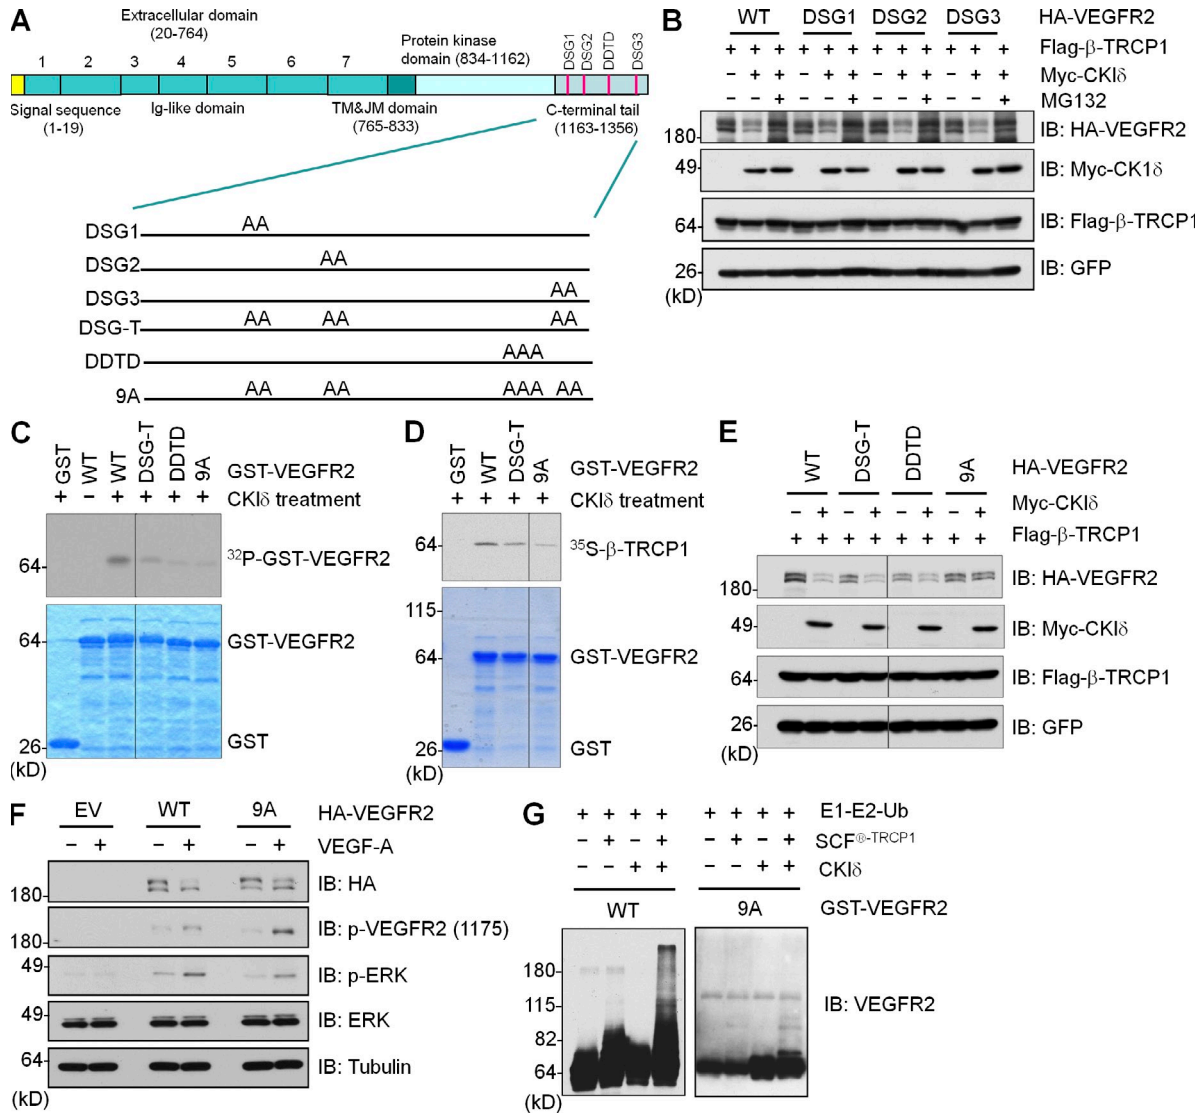 A
Extracellular domain
(20-764)
Protein kinase
domain (834-1162)
DSG1
DSG2
DDTD
DSG3
1 2 3 4 5 6 7
Signal sequence
(1-19)
Ig-like domain
TM&JM domain
(765-833)
C-terminal tail
(1163-1356)
DSG1 AA
DSG2 AA
DSG3 AA
DSG-T AA AA AA
DDTD AAA
9A AA AA AAA AA
B
WT DSG1 DSG2 DSG3 HA-VEGFR2
+ + + + + + + + + + + + Flag-β-TRCP1
− + + − + + − + + − + + Myc-CKIδ
− − + − − + − − + − − + MG132
180 IB: HA-VEGFR2
49 IB: Myc-CK1δ
64 IB: Flag-β-TRCP1
26 IB: GFP
(kD)
C
GST WT WT DSG-T DDTD 9A GST-VEGFR2
+ − + + + + CKIδ treatment
64 32P-GST-VEGFR2
64 GST-VEGFR2
26 GST
(kD)
D
GST WT DSG-T 9A GST-VEGFR2
+ + + + CKIδ treatment
64 35S-β-TRCP1
115
64 GST-VEGFR2
26 GST
(kD)
E
WT DSG-T DDTD 9A HA-VEGFR2
− + − + − + − + Myc-CKIδ
+ + + + + + + + Flag-β-TRCP1
180 IB: HA-VEGFR2
49 IB: Myc-CKIδ
64 IB: Flag-β-TRCP1
26 IB: GFP
(kD)
F
EV WT 9A HA-VEGFR2
− + − + − + VEGF-A
180 IB: HA
180 IB: p-VEGFR2 (1175)
49 IB: p-ERK
49 IB: ERK
64 IB: Tubulin
(kD)
G
+ + + + + + + + E1-E2-Ub
− + − + − + − + SCF®-TRCP1
− − + + − − + + CKIδ
WT 9A GST-VEGFR2
180
115
82
64
IB: VEGFR2
(kD)